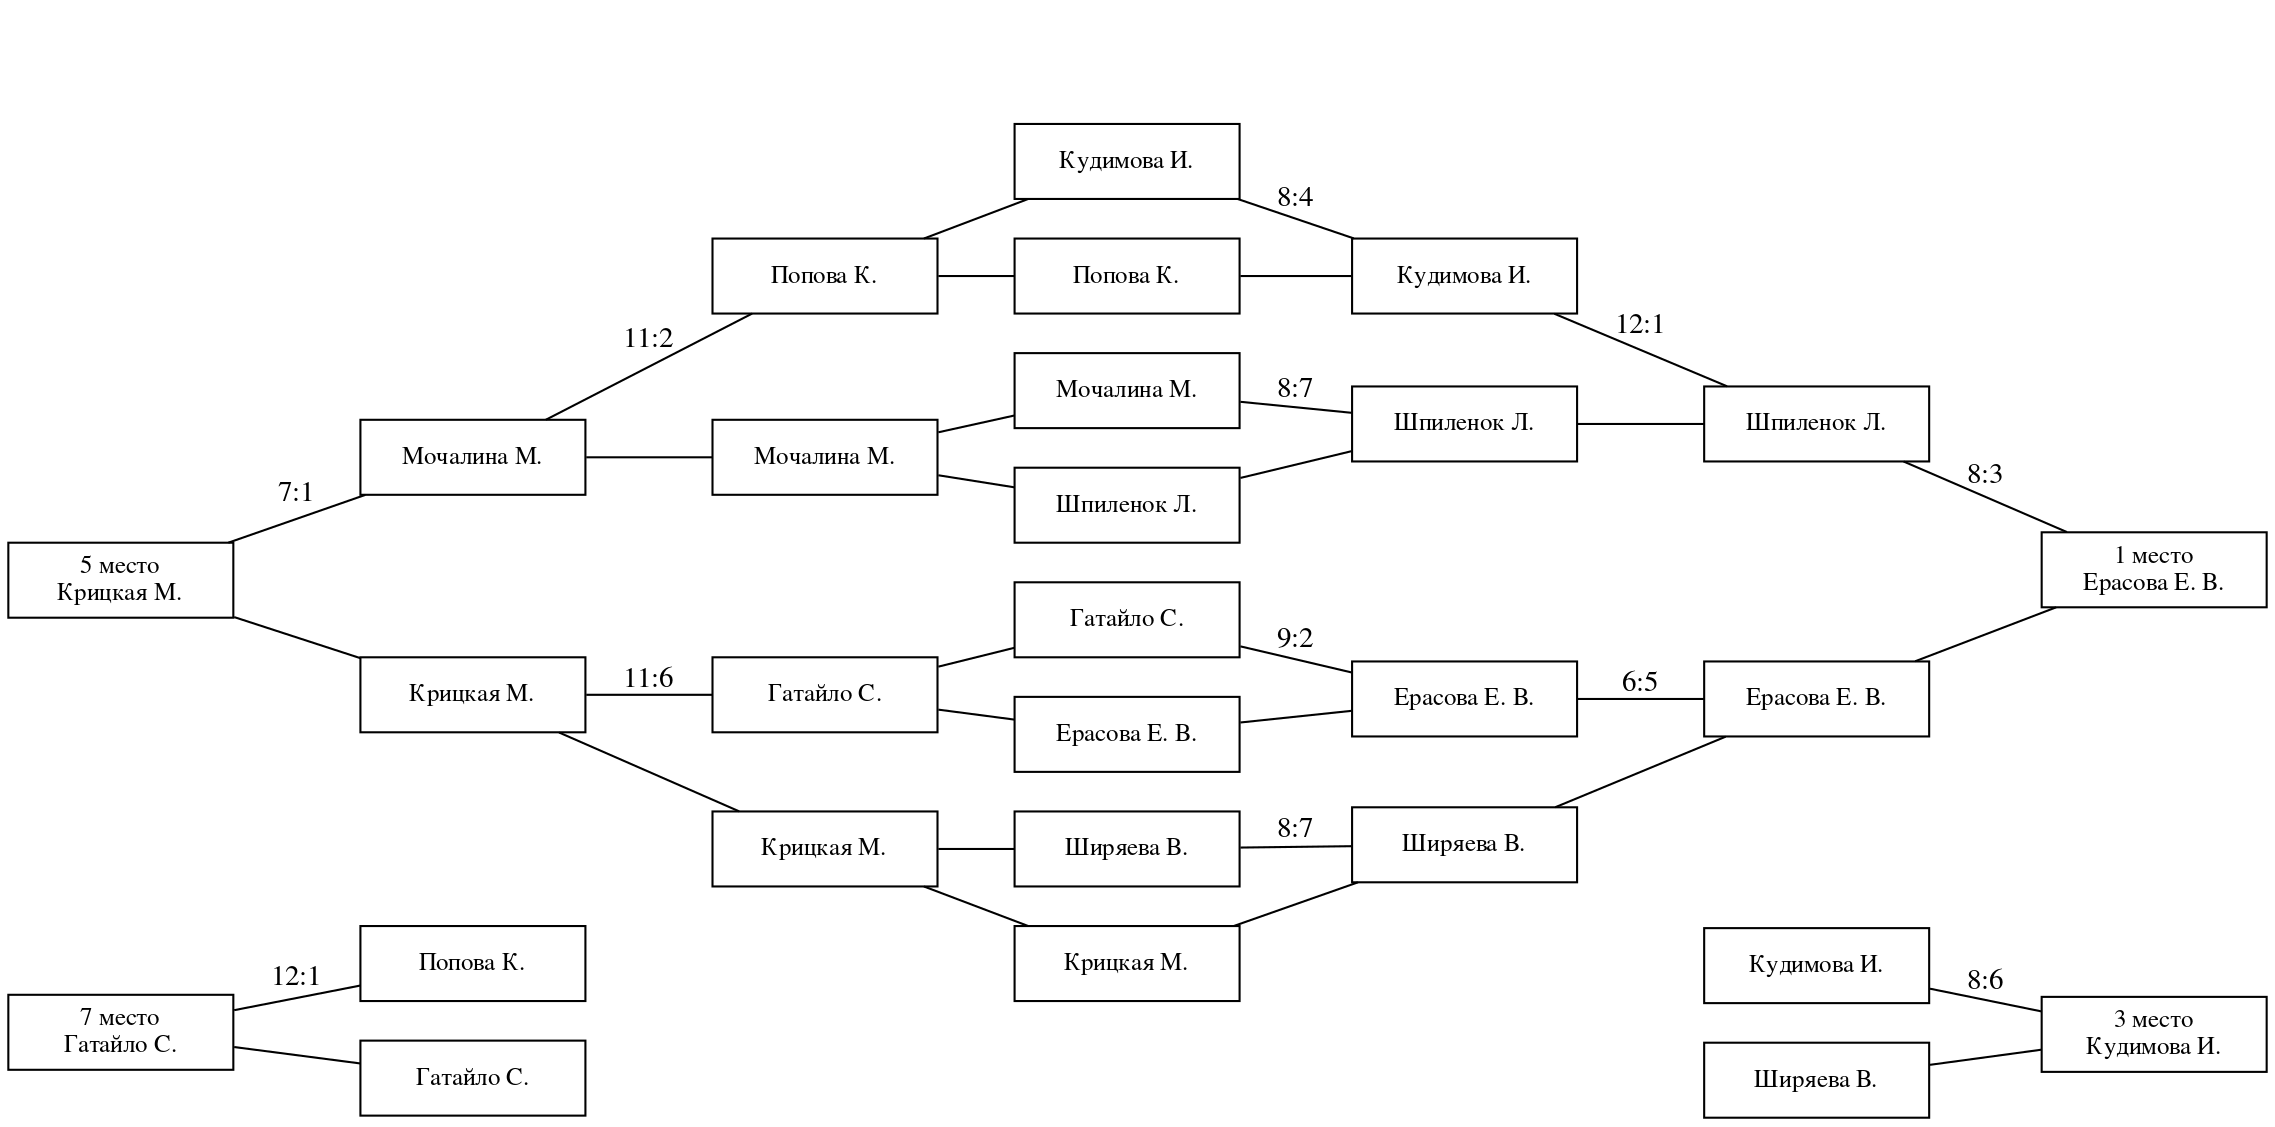 Кудимова И.
8:4
Попова К.
Попова К.
Кудимова И.
11:2
12:1
Мочалина М.
8:7
Шпиленок Л.
Шпиленок Л.
Мочалина М.
Мочалина М.
7:1
8:3
Шпиленок Л.
5 место
Крицкая М.
1 место
Ерасова Е. В.
Гатайло С.
9:2
Крицкая М.
11:6
Гатайло С.
Ерасова Е. В.
6:5
Ерасова Е. В.
Ерасова Е. В.
Крицкая М.
Ширяева В.
8:7
Ширяева В.
Попова К.
Крицкая М.
Кудимова И.
12:1
8:6
7 место
Гатайло С.
3 место
Кудимова И.
Гатайло С.
Ширяева В.